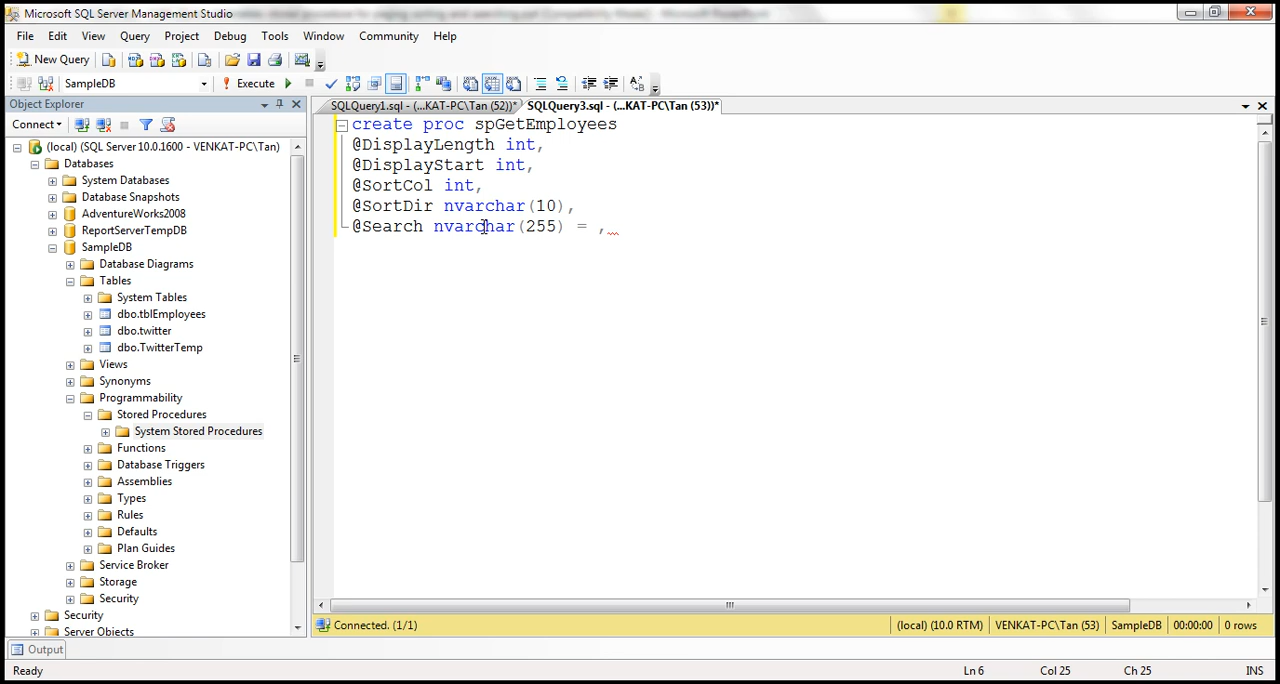 Microsoft SQL Server Management Studio
File Edit View Query Project Debug Tools Window Community Help
New Query
SampleDB Execute
Object Explorer
SQLQuery1.sql - (...KAT-PC\Tan (52))* SQLQuery3.sql - (...KAT-PC\Tan (53))*
Connect
(local) (SQL Server 10.0.1600 - VENKAT-PC\Tan)
Databases
System Databases
Database Snapshots
AdventureWorks2008
ReportServerTempDB
SampleDB
Database Diagrams
Tables
System Tables
dbo.tblEmployees
dbo.twitter
dbo.TwitterTemp
Views
Synonyms
Programmability
Stored Procedures
System Stored Procedures
Functions
Database Triggers
Assemblies
Types
Rules
Defaults
Plan Guides
Service Broker
Storage
Security
Security
Server Objects
create proc spGetEmployees
@DisplayLength int,
@DisplayStart int,
@SortCol int,
@SortDir nvarchar(10),
@Search nvarchar(255) = ,
Connected. (1/1) (local) (10.0 RTM) VENKAT-PC\Tan (53) SampleDB 00:00:00 0 rows
Output
Ready Ln 6 Col 25 Ch 25 INS